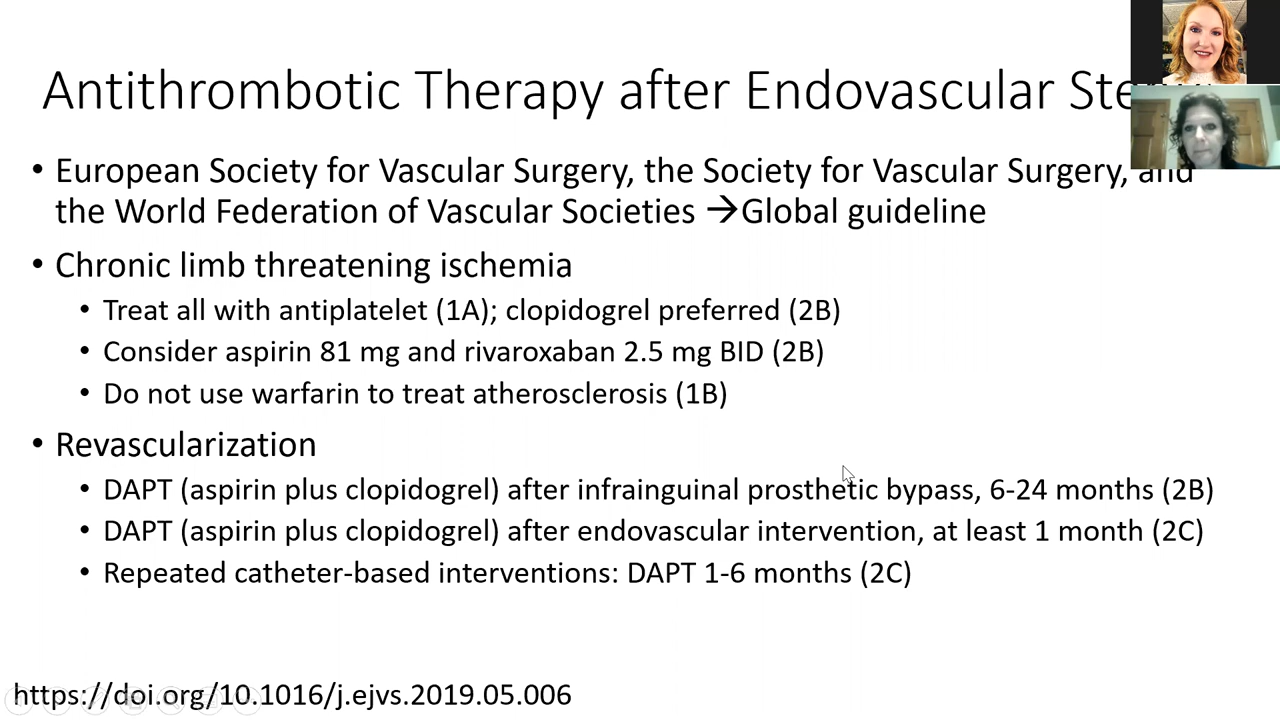 Antithrombotic Therapy after Endovascular
• European Society for Vascular Surgery, the Society for Vascular Surgery, and
the World Federation of Vascular Societies →Global guideline
• Chronic limb threatening ischemia
• Treat all with antiplatelet (1A); clopidogrel preferred (2B)
• Consider aspirin 81 mg and rivaroxaban 2.5 mg BID (2B)
• Do not use warfarin to treat atherosclerosis (1B)
• Revascularization
• DAPT (aspirin plus clopidogrel) after infrainguinal prosthetic bypass, 6-24 months (2B)
• DAPT (aspirin plus clopidogrel) after endovascular intervention, at least 1 month (2C)
• Repeated catheter-based interventions: DAPT 1-6 months (2C)
https://doi.org/10.1016/j.ejvs.2019.05.006